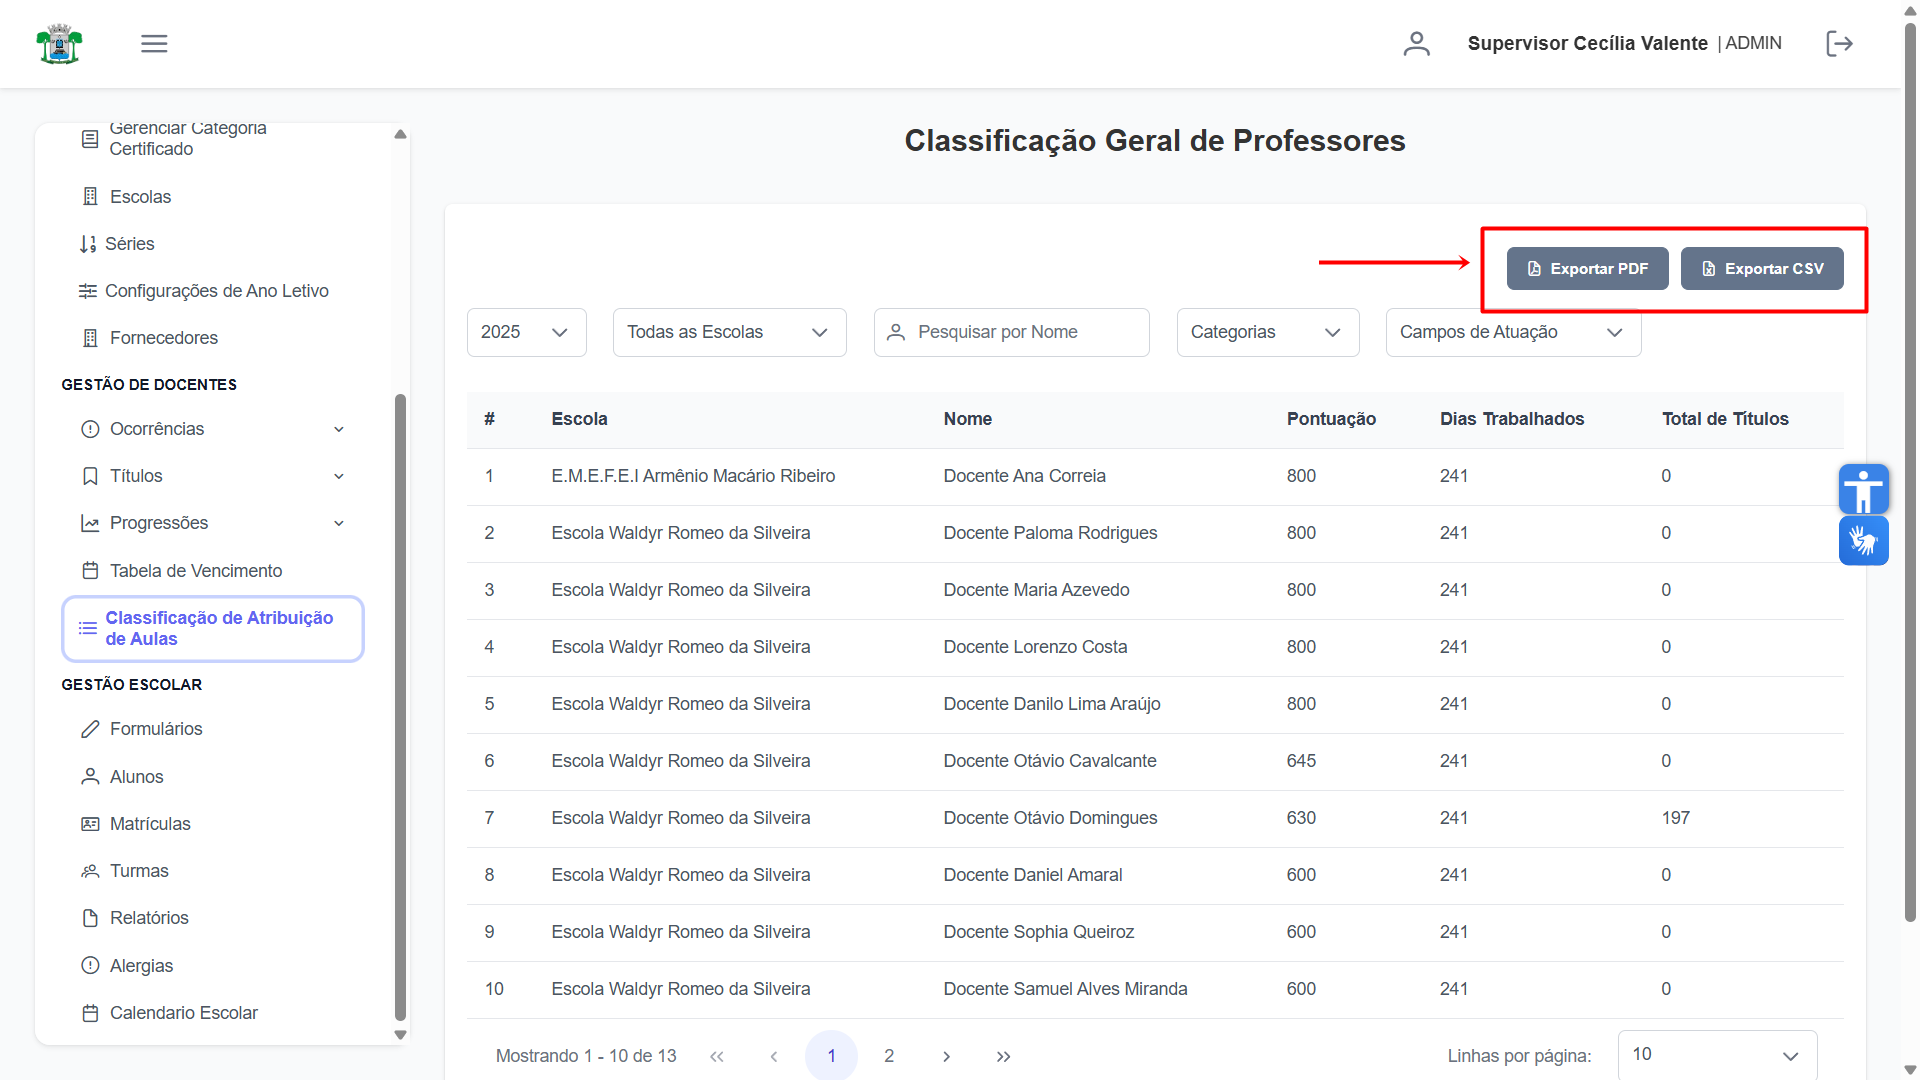 Supervisor Cecília Valente | ADMIN
Gerenciar Categoria
Certificado
Escolas
Séries
Configurações de Ano Letivo
Fornecedores
GESTÃO DE DOCENTES
Ocorrências
Títulos
Progressões
Tabela de Vencimento
Classificação de Atribuição
de Aulas
GESTÃO ESCOLAR
Formulários
Alunos
Matrículas
Turmas
Relatórios
Alergias
Calendario Escolar
Classificação Geral de Professores
Exportar PDF Exportar CSV
2025 Todas as Escolas Pesquisar por Nome Categorias Campos de Atuação
# Escola Nome Pontuação Dias Trabalhados Total de Títulos
1 E.M.E.F.E.I Armênio Macário Ribeiro Docente Ana Correia 800 241 0
2 Escola Waldyr Romeo da Silveira Docente Paloma Rodrigues 800 241 0
3 Escola Waldyr Romeo da Silveira Docente Maria Azevedo 800 241 0
4 Escola Waldyr Romeo da Silveira Docente Lorenzo Costa 800 241 0
5 Escola Waldyr Romeo da Silveira Docente Danilo Lima Araújo 800 241 0
6 Escola Waldyr Romeo da Silveira Docente Otávio Cavalcante 645 241 0
7 Escola Waldyr Romeo da Silveira Docente Otávio Domingues 630 241 197
8 Escola Waldyr Romeo da Silveira Docente Daniel Amaral 600 241 0
9 Escola Waldyr Romeo da Silveira Docente Sophia Queiroz 600 241 0
10 Escola Waldyr Romeo da Silveira Docente Samuel Alves Miranda 600 241 0
Mostrando 1 - 10 de 13 « ‹ 1 2 › » Linhas por página: 10